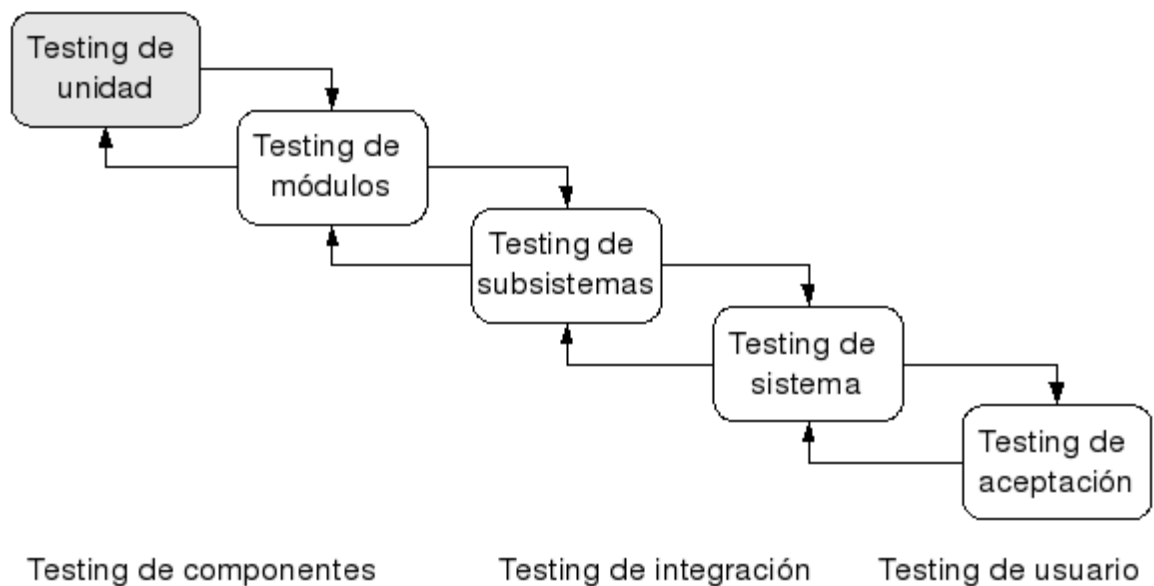 Testing de
unidad
Testing de
módulos
Testing de
subsistemas
Testing de
sistema
Testing de
aceptación
Testing de componentes
Testing de integración
Testing de usuario